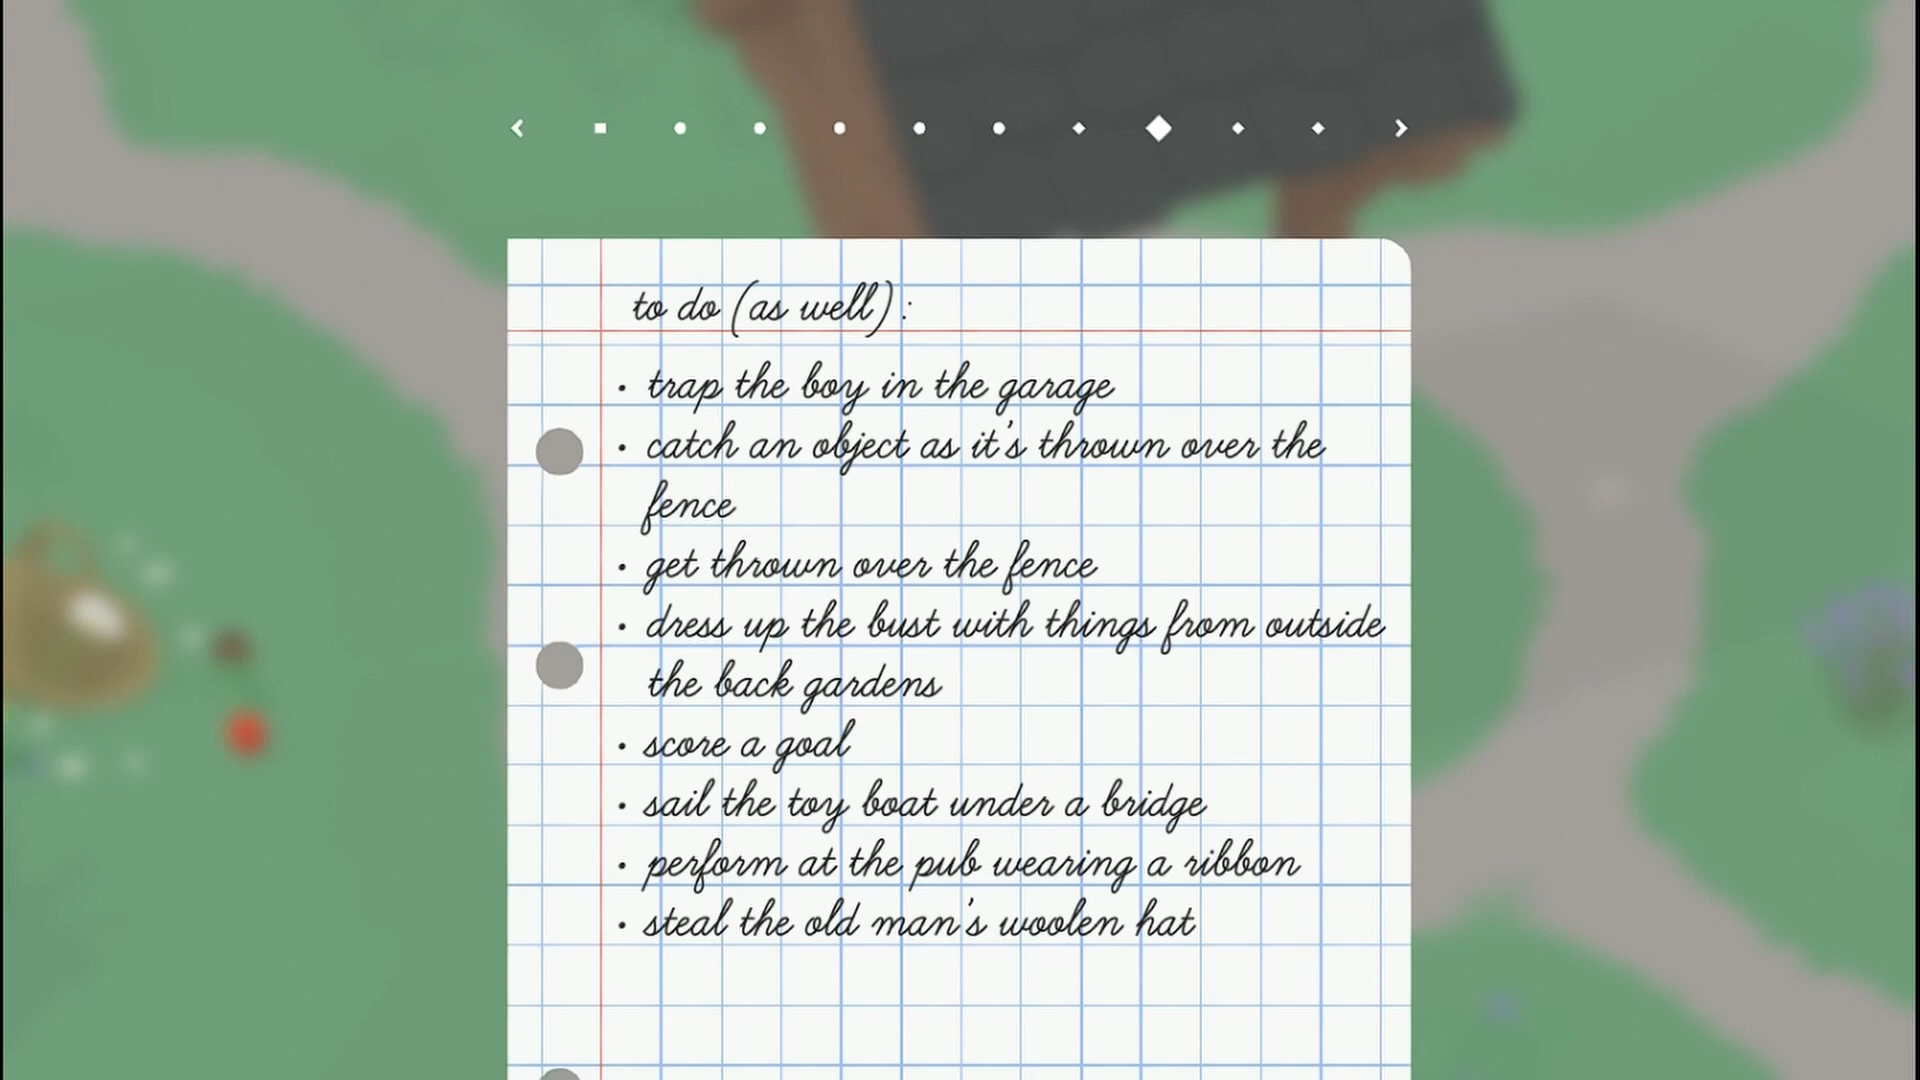 to do (as well) :
• trap the boy in the garage
• catch an object as it's thrown over the
fence
• get thrown over the fence
• dress up the bust with things from outside
the back gardens
• score a goal
• sail the toy boat under a bridge
• perform at the pub wearing a ribbon
• steal the old man's woolen hat